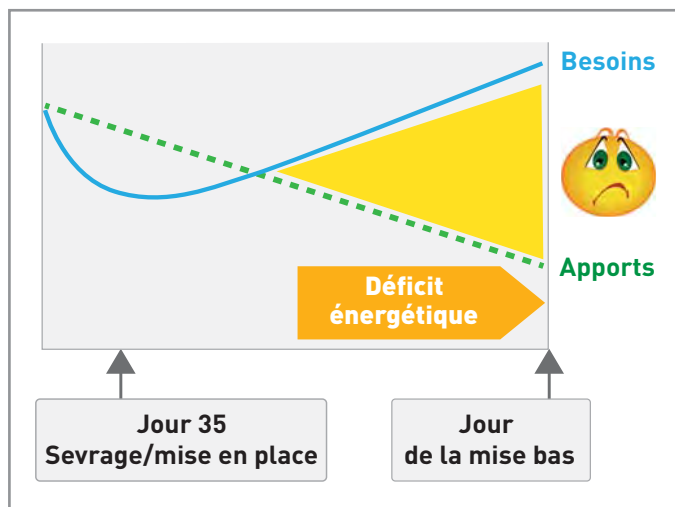 Besoins
Apports
Déficit
énergétique
Jour 35
Sevrage/mise en place
Jour
de la mise bas